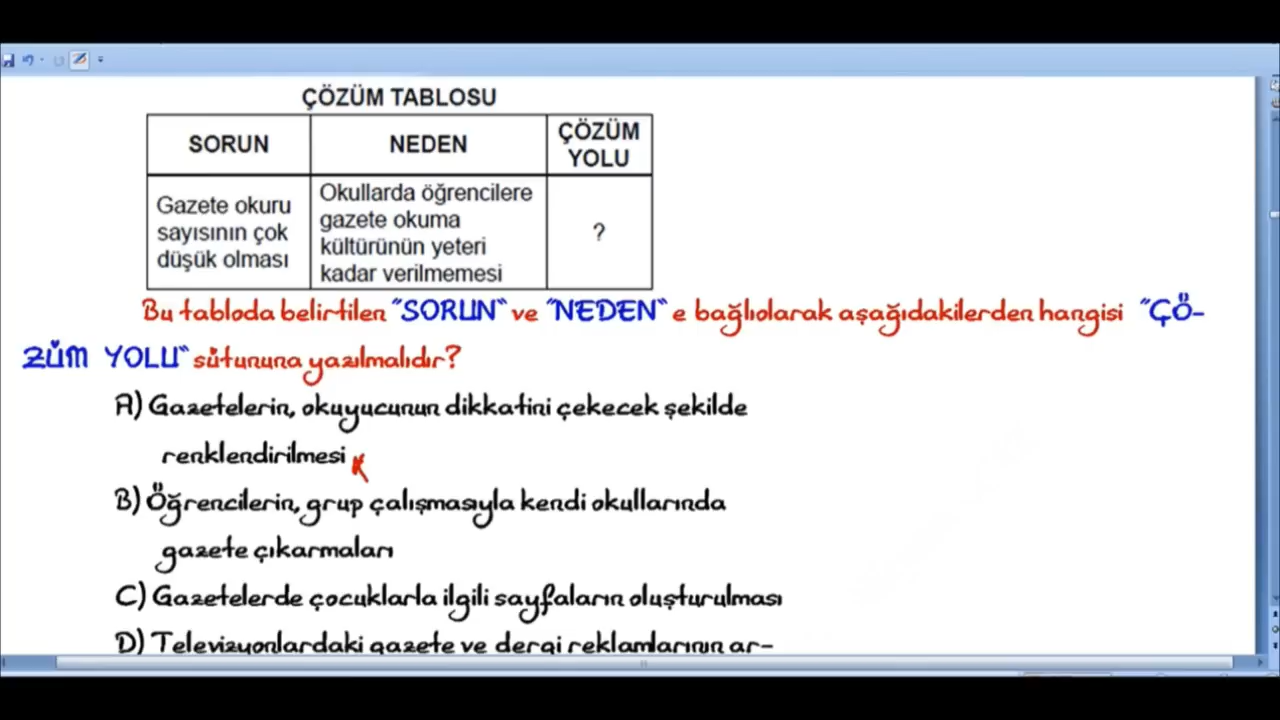 ÇÖZÜM TABLOSU
SORUN
NEDEN
ÇÖZÜM
YOLU
Gazete okuru
sayısının çok
düşük olması
Okullarda öğrencilere
gazete okuma
kültürünün yeteri
kadar verilmemesi
?
Bu tabloda belirtilen "SORUN" ve "NEDEN" e bağlıolarak aşağıdakilerden hangisi "ÇÖ-
ZÜM YOLU" sütununa yazılmalıdır?
A) Gazetelerin, okuyucunun dikkatini çekecek şekilde
renklendirilmesi
B) Öğrencilerin, grup çalışmasıyla kendi okullarında
gazete çıkarmaları
C) Gazetelerde çocuklarla ilgili sayfaların oluşturulması
D) Televizyonlardaki gazete ve dergi reklamlarının ar-